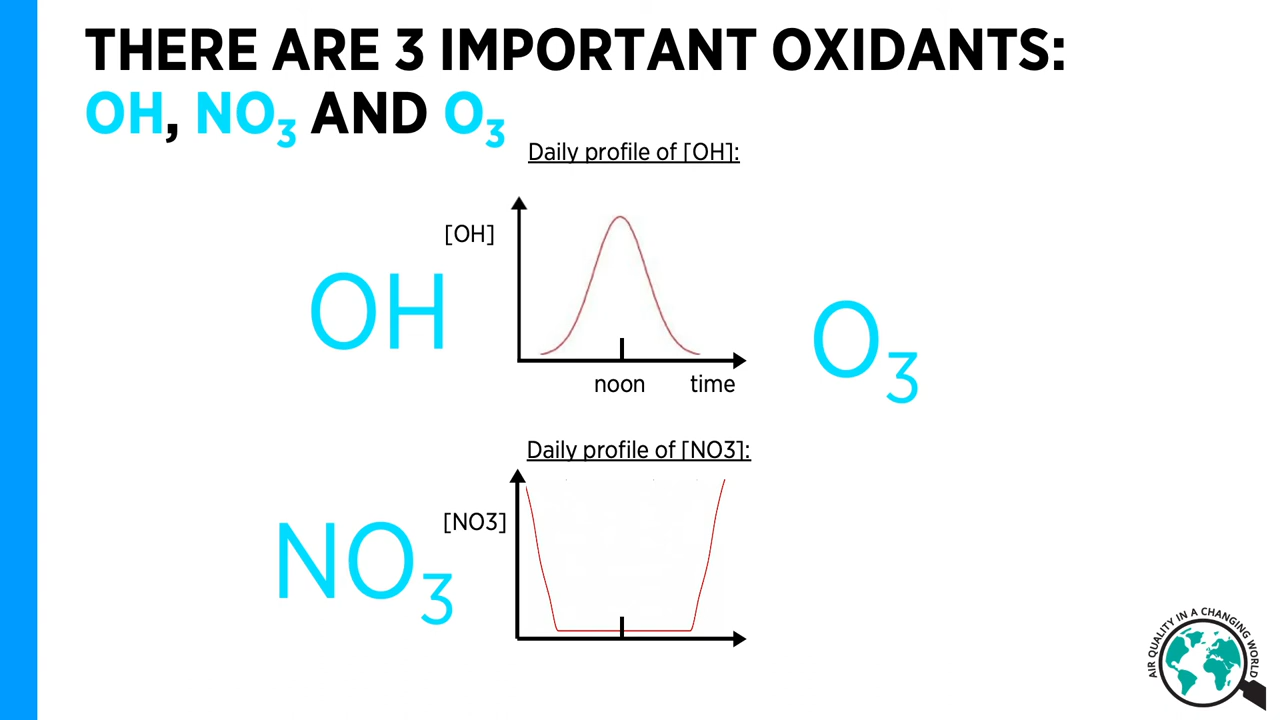 THERE ARE 3 IMPORTANT OXIDANTS:
OH, NO₃ AND O₃
Daily profile of [OH]:
[OH]
OH
noon
time
O₃
Daily profile of [NO3]:
[NO3]
NO₃
AIR QUALITY IN A CHANGING WORLD